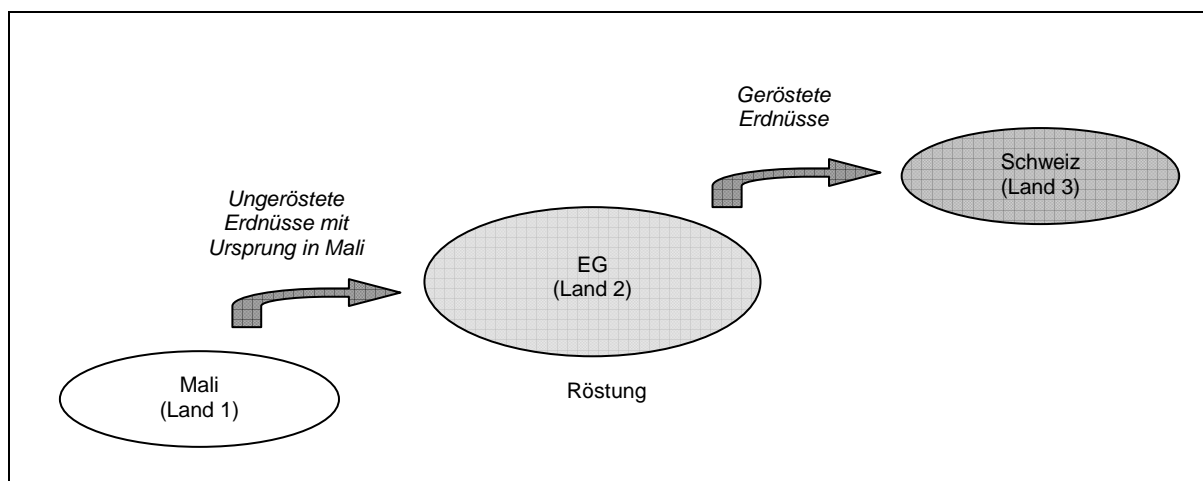 Geröstete
Erdnüsse
Schweiz
(Land 3)
Ungeröstete
Erdnüsse mit
Ursprung in Mali
EG
(Land 2)
Mali
(Land 1)
Röstung